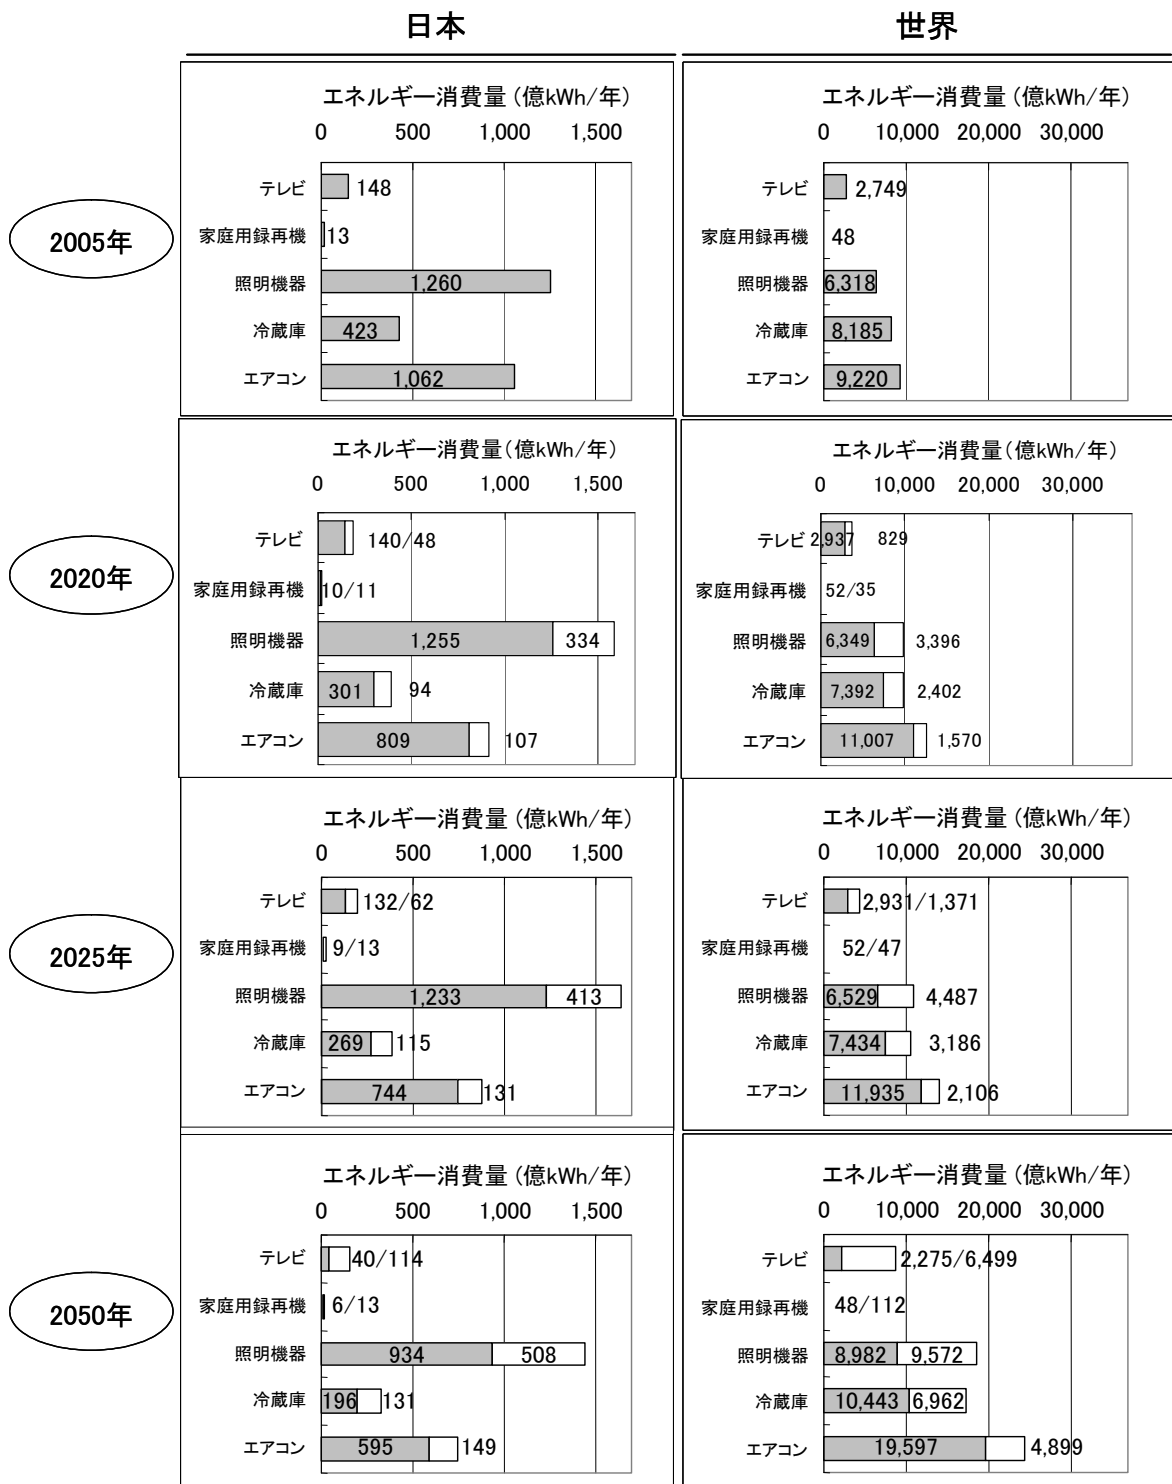 日本
世界
2005年
エネルギー消費量(億kWh/年)
0 500 1,000 1,500
テレビ 148
家庭用録再機 13
照明機器 1,260
冷蔵庫 423
エアコン 1,062
エネルギー消費量(億kWh/年)
0 10,000 20,000 30,000
テレビ 2,749
家庭用録再機 48
照明機器 6,318
冷蔵庫 8,185
エアコン 9,220
2020年
エネルギー消費量(億kWh/年)
0 500 1,000 1,500
テレビ 140/48
家庭用録再機 10/11
照明機器 1,255 334
冷蔵庫 301 94
エアコン 809 107
エネルギー消費量(億kWh/年)
0 10,000 20,000 30,000
テレビ 2,937 829
家庭用録再機 52/35
照明機器 6,349 3,396
冷蔵庫 7,392 2,402
エアコン 11,007 1,570
2025年
エネルギー消費量(億kWh/年)
0 500 1,000 1,500
テレビ 132/62
家庭用録再機 9/13
照明機器 1,233 413
冷蔵庫 269 115
エアコン 744 131
エネルギー消費量(億kWh/年)
0 10,000 20,000 30,000
テレビ 2,931/1,371
家庭用録再機 52/47
照明機器 6,529 4,487
冷蔵庫 7,434 3,186
エアコン 11,935 2,106
2050年
エネルギー消費量(億kWh/年)
0 500 1,000 1,500
テレビ 40/114
家庭用録再機 6/13
照明機器 934 508
冷蔵庫 196 131
エアコン 595 149
エネルギー消費量(億kWh/年)
0 10,000 20,000 30,000
テレビ 2,275/6,499
家庭用録再機 48/112
照明機器 8,982 9,572
冷蔵庫 10,443 6,962
エアコン 19,597 4,899